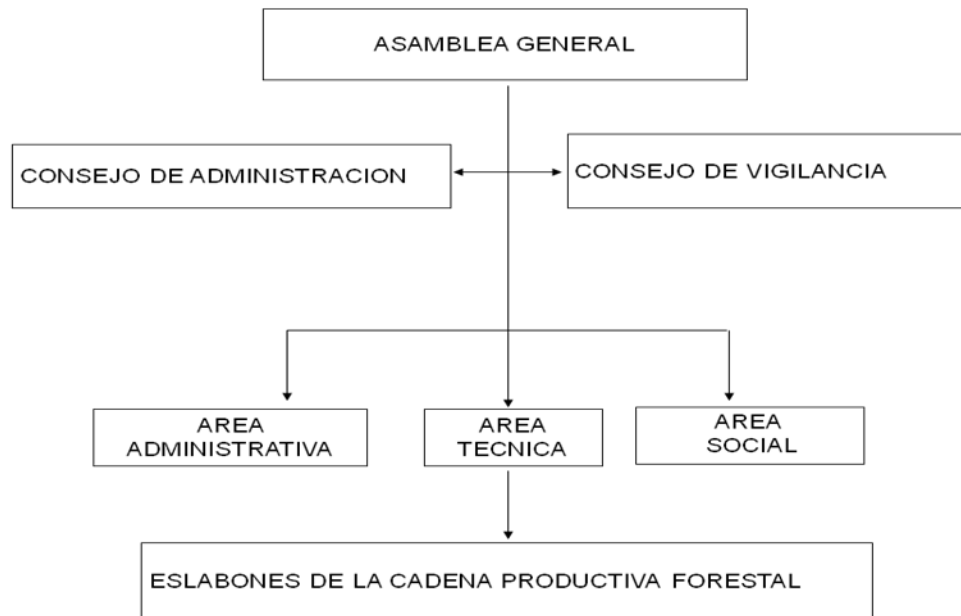 ASAMBLEA GENERAL
CONSEJO DE ADMINISTRACION
CONSEJO DE VIGILANCIA
AREA
ADMINISTRATIVA
AREA
TECNICA
AREA
SOCIAL
ESLABONES DE LA CADENA PRODUCTIVA FORESTAL